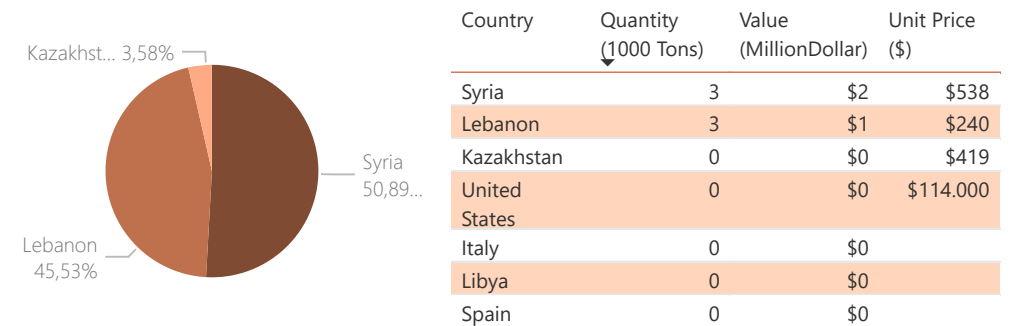 Kazakhst... 3,58%
Syria
50,89...
Lebanon
45,53%
Country Quantity (1000 Tons) Value (MillionDollar) Unit Price ($)
Syria 3 $2 $538
Lebanon 3 $1 $240
Kazakhstan 0 $0 $419
United States 0 $0 $114.000
Italy 0 $0
Libya 0 $0
Spain 0 $0